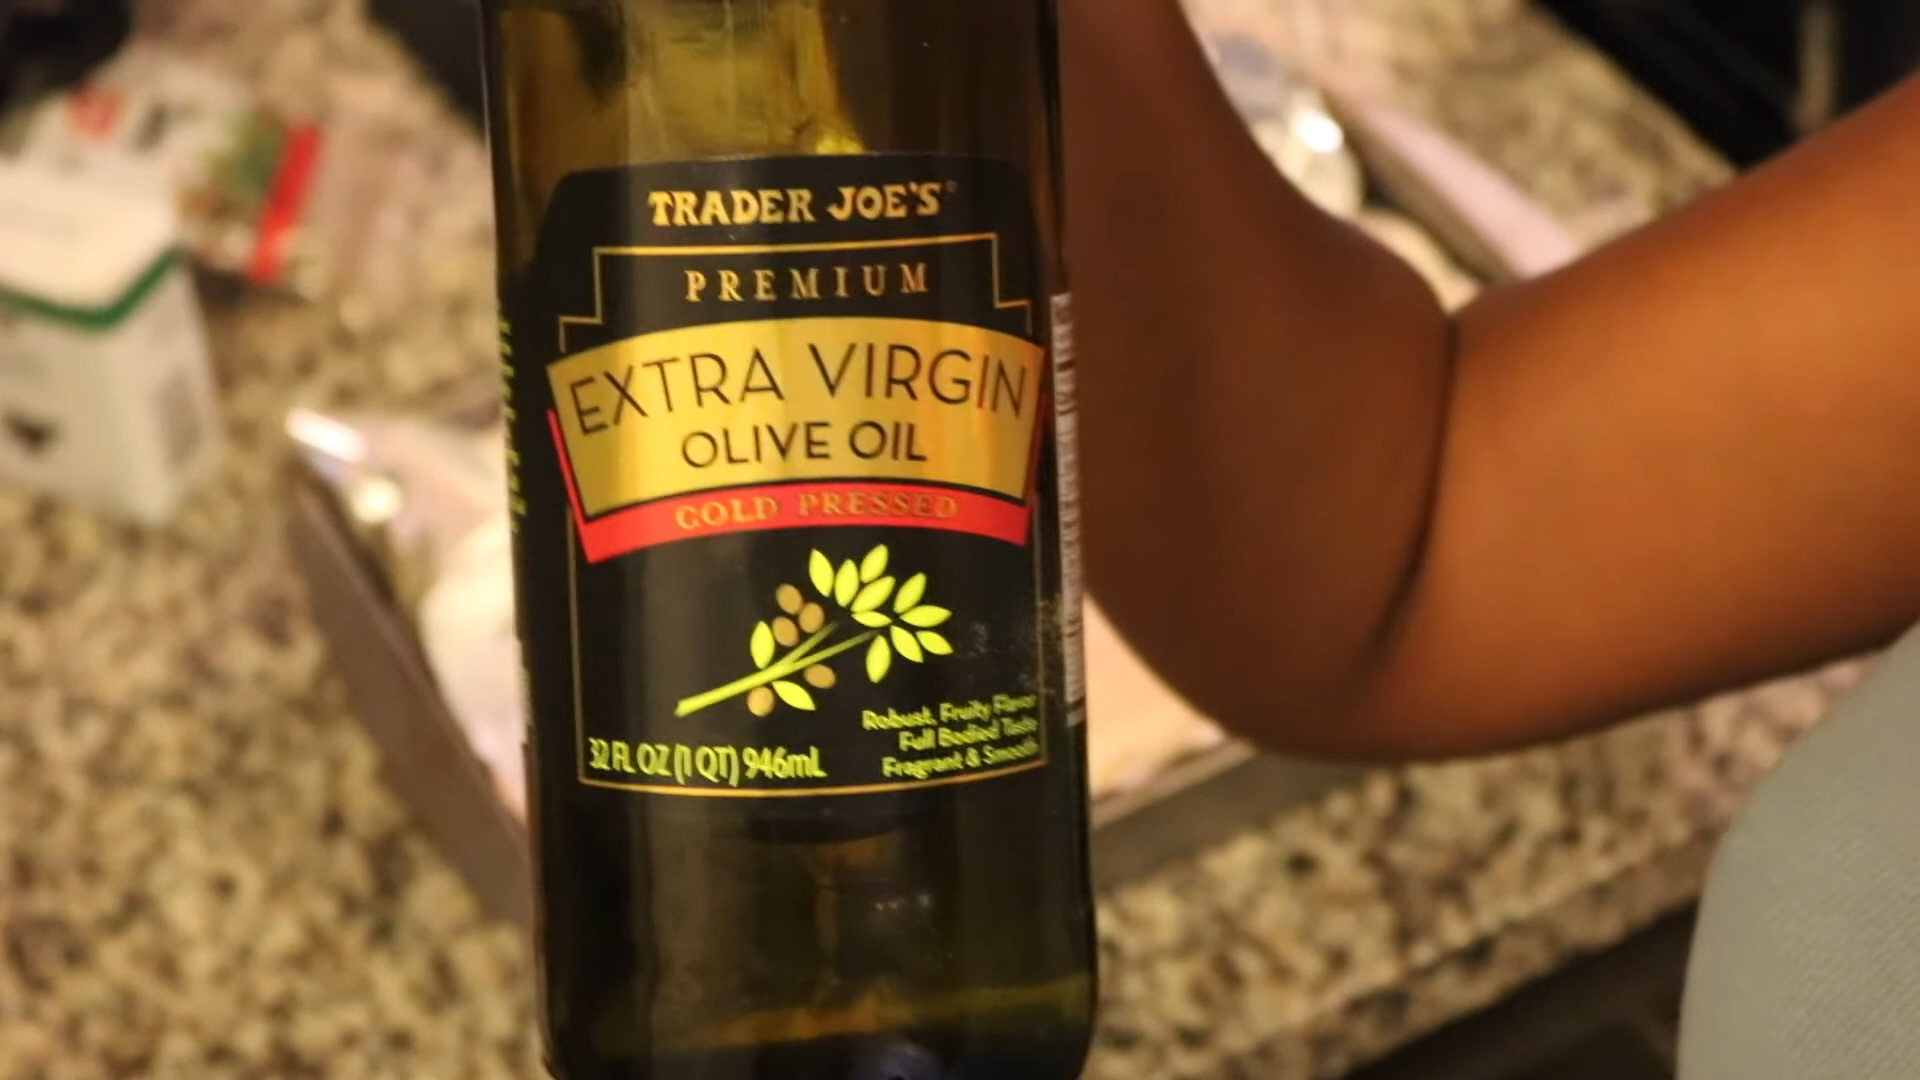 TRADER JOE'S
PREMIUM
EXTRA VIRGIN
OLIVE OIL
COLD PRESSED
Robust, Fruity Flavor
Full Bodied Taste
Fragrant & Smooth
32 FL OZ (1 QT) 946mL